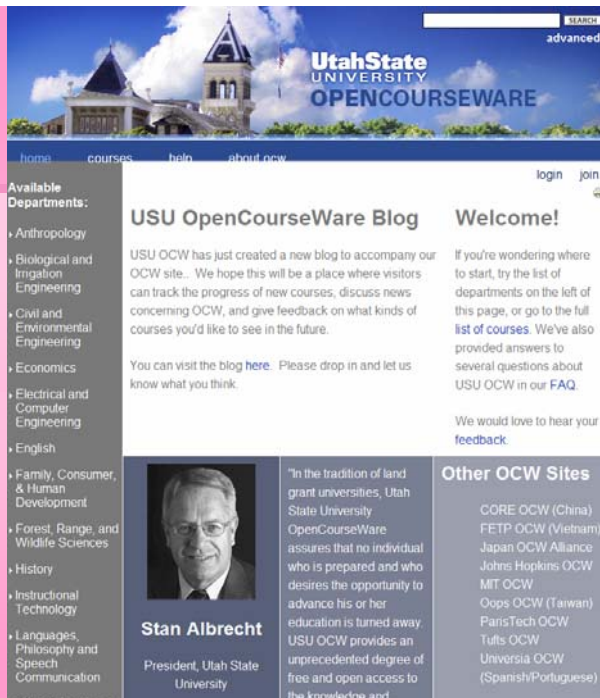 SEARCH
advanced
UtahState
UNIVERSITY
OPENCOURSEWARE
home courses help about ocw
login join
Available
Departments:
Anthropology
Biological and
Irrigation
Engineering
Civil and
Environmental
Engineering
Economics
Electrical and
Computer
Engineering
English
Family, Consumer,
& Human
Development
Forest, Range, and
Wildlife Sciences
History
Instructional
Technology
Languages,
Philosophy and
Speech
Communication
USU OpenCourseWare Blog
USU OCW has just created a new blog to accompany our
OCW site.. We hope this will be a place where visitors
can track the progress of new courses, discuss news
concerning OCW, and give feedback on what kinds of
courses you'd like to see in the future.
You can visit the blog here. Please drop in and let us
know what you think.
Welcome!
If you're wondering where
to start, try the list of
departments on the left of
this page, or go to the full
list of courses. We've also
provided answers to
several questions about
USU OCW in our FAQ.
We would love to hear your
feedback.
Stan Albrecht
President, Utah State
University
"In the tradition of land
grant universities, Utah
State University
OpenCourseWare
assures that no individual
who is prepared and who
desires the opportunity to
advance his or her
education is turned away.
USU OCW provides an
unprecedented degree of
free and open access to
the knowledge and
Other OCW Sites
CORE OCW (China)
FETP OCW (Vietnam)
Japan OCW Alliance
Johns Hopkins OCW
MIT OCW
Oops OCW (Taiwan)
ParisTech OCW
Tufts OCW
Universia OCW
(Spanish/Portuguese)